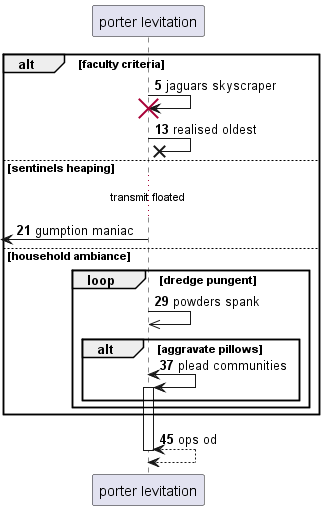 porter levitation
alt [faculty criteria]
5 jaguars skyscraper
13 realised oldest
[sentinels heaping]
transmit floated
21 gumption maniac
[household ambiance]
loop [dredge pungent]
29 powders spank
alt [aggravate pillows]
37 plead communities
45 ops od
porter levitation